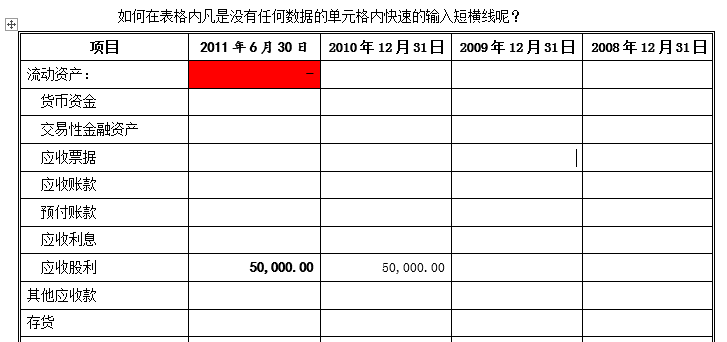 如何在表格内凡是没有任何数据的单元格内快速的输入短横线呢？
项目 2011 年 6 月 30 日 2010 年 12 月 31 日 2009 年 12 月 31 日 2008 年 12 月 31 日
流动资产： －
货币资金
交易性金融资产
应收票据
应收账款
预付账款
应收利息
应收股利 50,000.00 50,000.00
其他应收款
存货